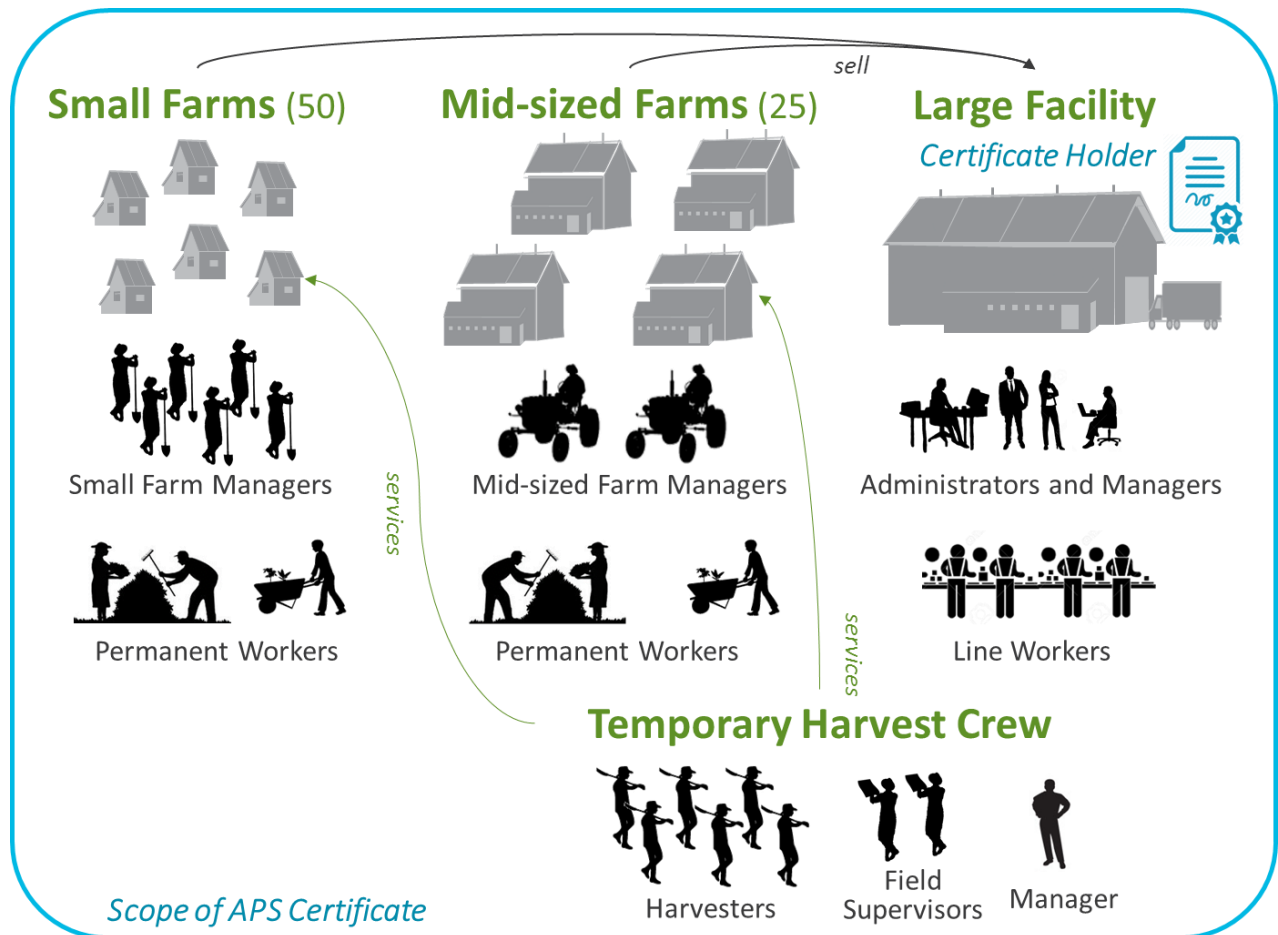 sell
Small Farms (50)
Mid-sized Farms (25)
Large Facility
Certificate Holder
Small Farm Managers
Mid-sized Farm Managers
Administrators and Managers
services
Permanent Workers
Permanent Workers
Line Workers
services
Temporary Harvest Crew
Harvesters
Field
Supervisors
Manager
Scope of APS Certificate